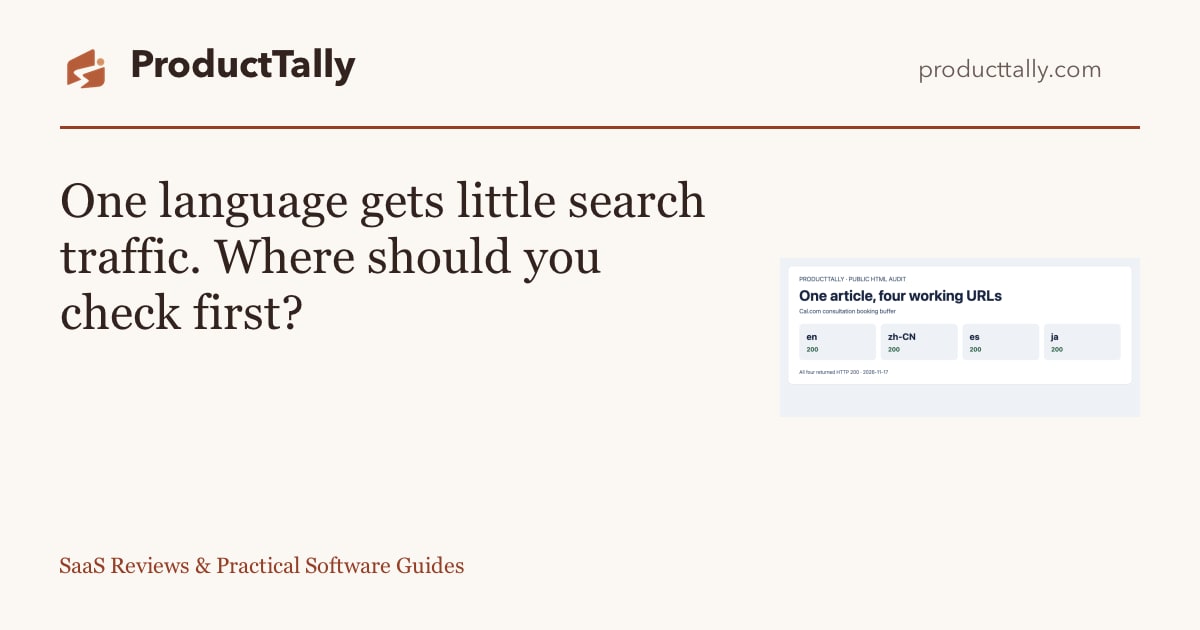 ProductTally
producttally.com
One language gets little search
traffic. Where should you
check first?
PRODUCTTALLY · PUBLIC HTML AUDIT
One article, four working URLs
Cal.com consultation booking buffer
en
200
zh-CN
200
es
200
ja
200
All four returned HTTP 200 · 2026-11-17
SaaS Reviews & Practical Software Guides